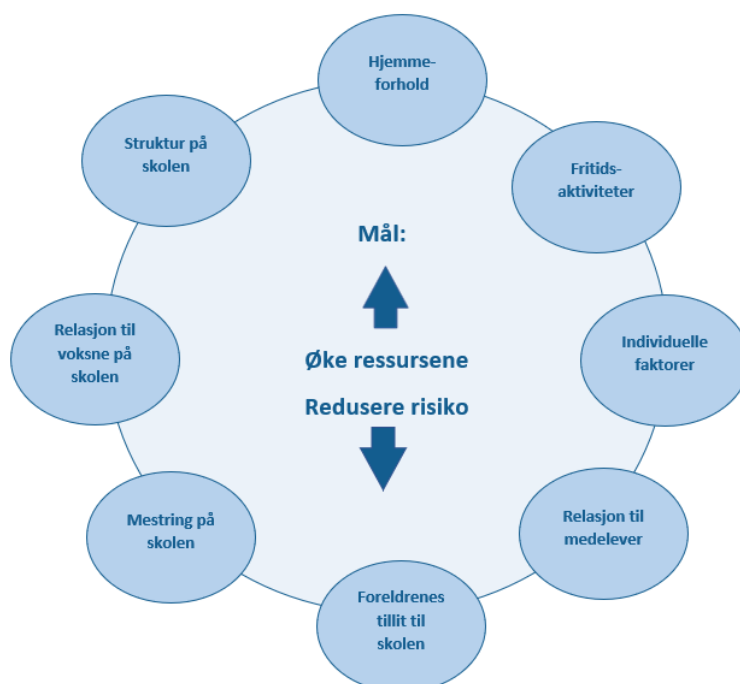 Hjemme-
forhold
Fritids-
aktiviteter
Individuelle
faktorer
Relasjon til
medelever
Foreldrenes
tillit til
skolen
Mestring på
skolen
Relasjon til
voksne på
skolen
Struktur på
skolen
Mål:
Øke ressursene
Redusere risiko